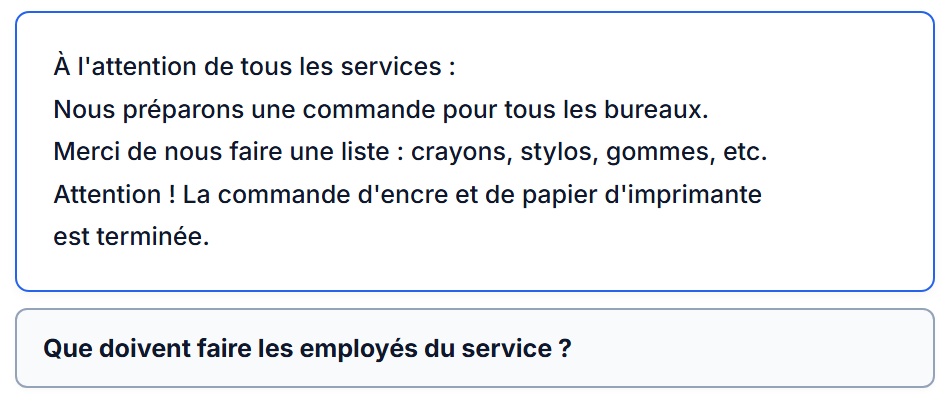 À l'attention de tous les services :
Nous préparons une commande pour tous les bureaux.
Merci de nous faire une liste : crayons, stylos, gommes, etc.
Attention ! La commande d'encre et de papier d'imprimante
est terminée.
Que doivent faire les employés du service ?